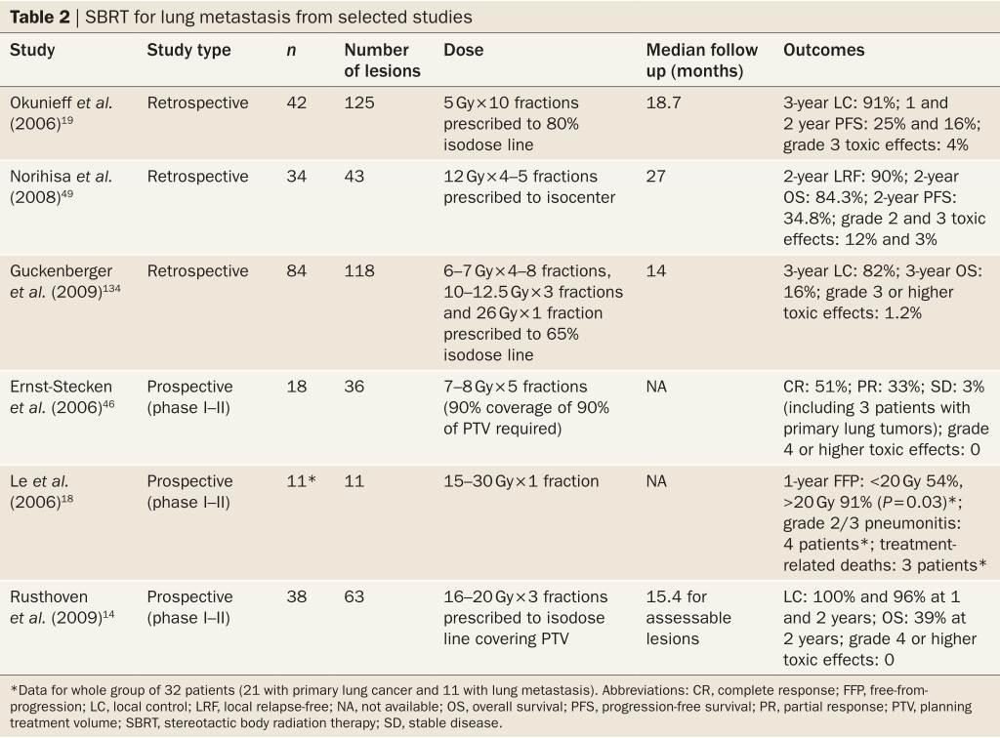 Table 2 | SBRT for lung metastasis from selected studies
Study Study type n Number of lesions Dose Median follow up (months) Outcomes
Okunieff et al. (2006)19 Retrospective 42 125 5 Gy × 10 fractions prescribed to 80% isodose line 18.7 3-year LC: 91%; 1 and 2 year PFS: 25% and 16%; grade 3 toxic effects: 4%
Norihisa et al. (2008)49 Retrospective 34 43 12 Gy × 4–5 fractions prescribed to isocenter 27 2-year LRF: 90%; 2-year OS: 84.3%; 2-year PFS: 34.8%; grade 2 and 3 toxic effects: 12% and 3%
Guckenberger et al. (2009)134 Retrospective 84 118 6–7 Gy × 4–8 fractions, 10–12.5 Gy × 3 fractions and 26 Gy × 1 fraction prescribed to 65% isodose line 14 3-year LC: 82%; 3-year OS: 16%; grade 3 or higher toxic effects: 1.2%
Ernst-Stecken et al. (2006)46 Prospective (phase I–II) 18 36 7–8 Gy × 5 fractions (90% coverage of 90% of PTV required) NA CR: 51%; PR: 33%; SD: 3% (including 3 patients with primary lung tumors); grade 4 or higher toxic effects: 0
Le et al. (2006)18 Prospective (phase I–II) 11* 11 15–30 Gy × 1 fraction NA 1-year FFP: <20 Gy 54%, >20 Gy 91% (P = 0.03)*; grade 2/3 pneumonitis: 4 patients*; treatment-related deaths: 3 patients*
Rusthoven et al. (2009)14 Prospective (phase I–II) 38 63 16–20 Gy × 3 fractions prescribed to isodose line covering PTV 15.4 for assessable lesions LC: 100% and 96% at 1 and 2 years; OS: 39% at 2 years; grade 4 or higher toxic effects: 0
*Data for whole group of 32 patients (21 with primary lung cancer and 11 with lung metastasis). Abbreviations: CR, complete response; FFP, free-from-
progression; LC, local control; LRF, local relapse-free; NA, not available; OS, overall survival; PFS, progression-free survival; PR, partial response; PTV, planning
treatment volume; SBRT, stereotactic body radiation therapy; SD, stable disease.